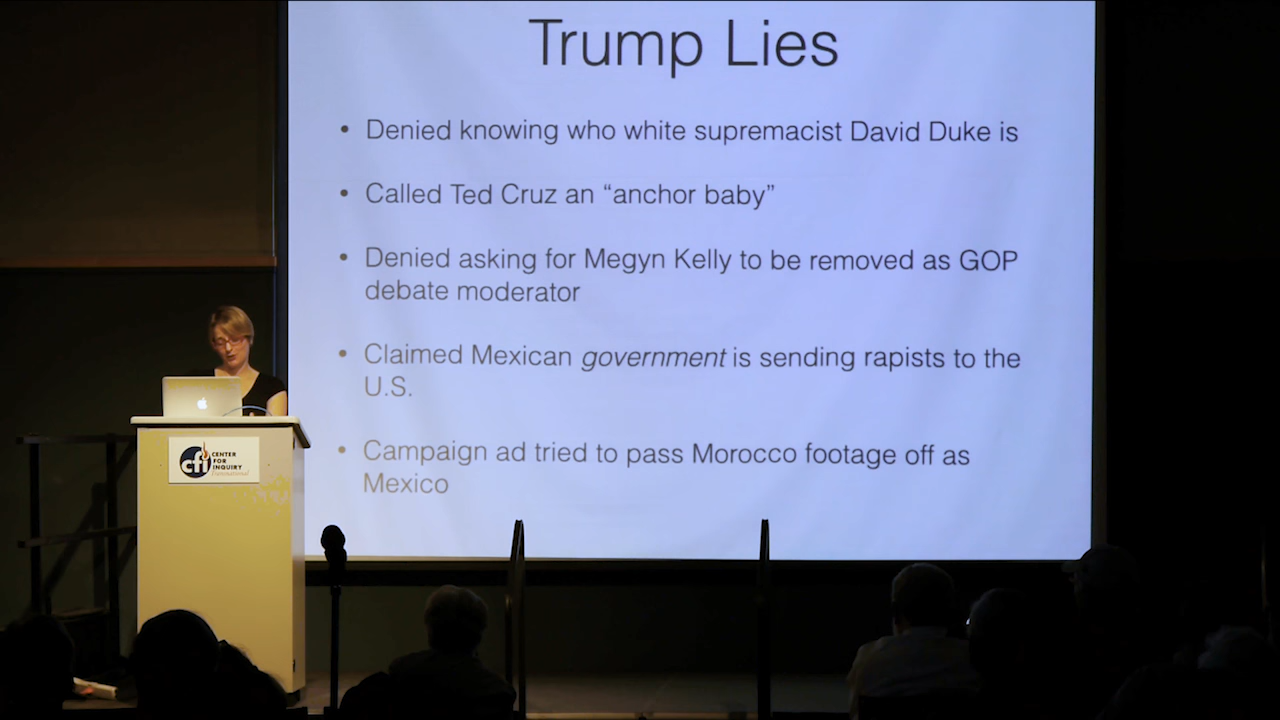 Trump Lies
• Denied knowing who white supremacist David Duke is
• Called Ted Cruz an “anchor baby”
• Denied asking for Megyn Kelly to be removed as GOP
debate moderator
• Claimed Mexican government is sending rapists to the
U.S.
• Campaign ad tried to pass Morocco footage off as
Mexico
cfi
CENTER
FOR
INQUIRY
Transnational